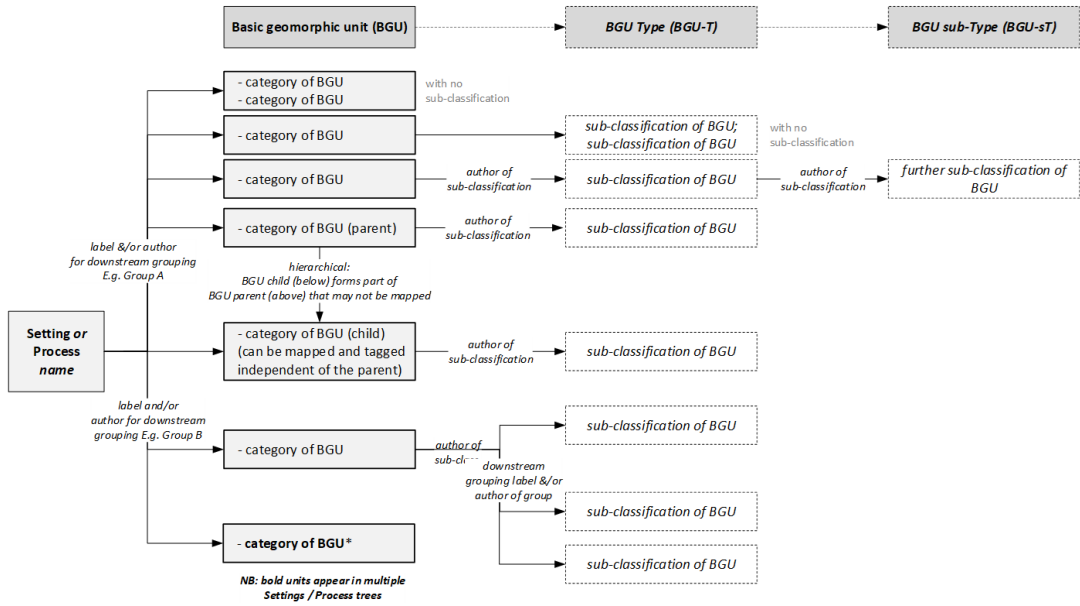 Basic geomorphic unit (BGU)
BGU Type (BGU-T)
BGU sub-Type (BGU-sT)
- category of BGU
- category of BGU
with no
sub-classification
- category of BGU
sub-classification of BGU;
sub-classification of BGU
with no
sub-classification
- category of BGU
author of
sub-classification
sub-classification of BGU
author of
sub-classification
further sub-classification of
BGU
- category of BGU (parent)
author of
sub-classification
sub-classification of BGU
label &/or author
for downstream grouping
E.g. Group A
hierarchical:
BGU child (below) forms part of
BGU parent (above) that may not be mapped
Setting or
Process
name
- category of BGU (child)
(can be mapped and tagged
independent of the parent)
author of
sub-classification
sub-classification of BGU
label and/or
author for downstream
grouping E.g. Group B
- category of BGU
author of
sub-cl
sub-classification of BGU
downstream
grouping label &/or
author of group
sub-classification of BGU
- category of BGU*
sub-classification of BGU
NB: bold units appear in multiple
Settings / Process trees